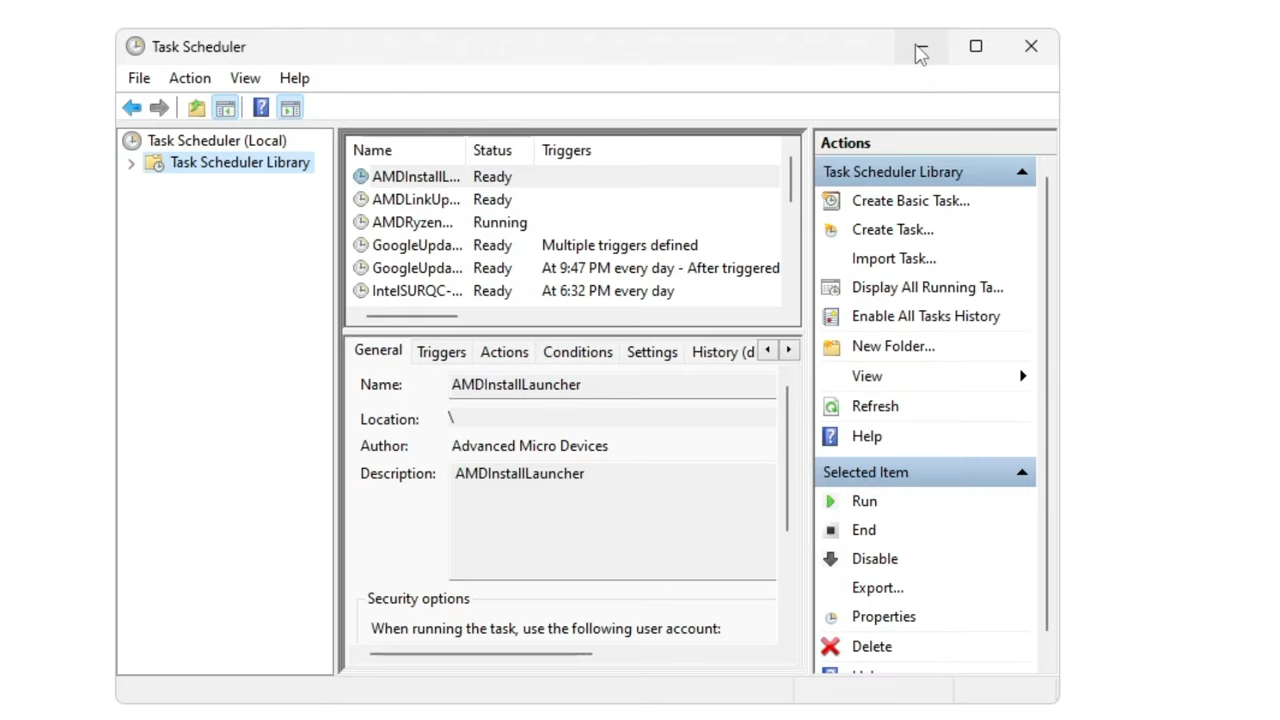 Task Scheduler
File Action View Help
Task Scheduler (Local)
Task Scheduler Library
Name Status Triggers
AMDInstallL... Ready
AMDLinkUp... Ready
AMDRyzen... Running
GoogleUpda... Ready Multiple triggers defined
GoogleUpda... Ready At 9:47 PM every day - After triggered
IntelSURQC-... Ready At 6:32 PM every day
General Triggers Actions Conditions Settings History (d
Name: AMDInstallLauncher
Location: \
Author: Advanced Micro Devices
Description: AMDInstallLauncher
Security options
When running the task, use the following user account:
Actions
Task Scheduler Library
Create Basic Task...
Create Task...
Import Task...
Display All Running Ta...
Enable All Tasks History
New Folder...
View
Refresh
Help
Selected Item
Run
End
Disable
Export...
Properties
Delete